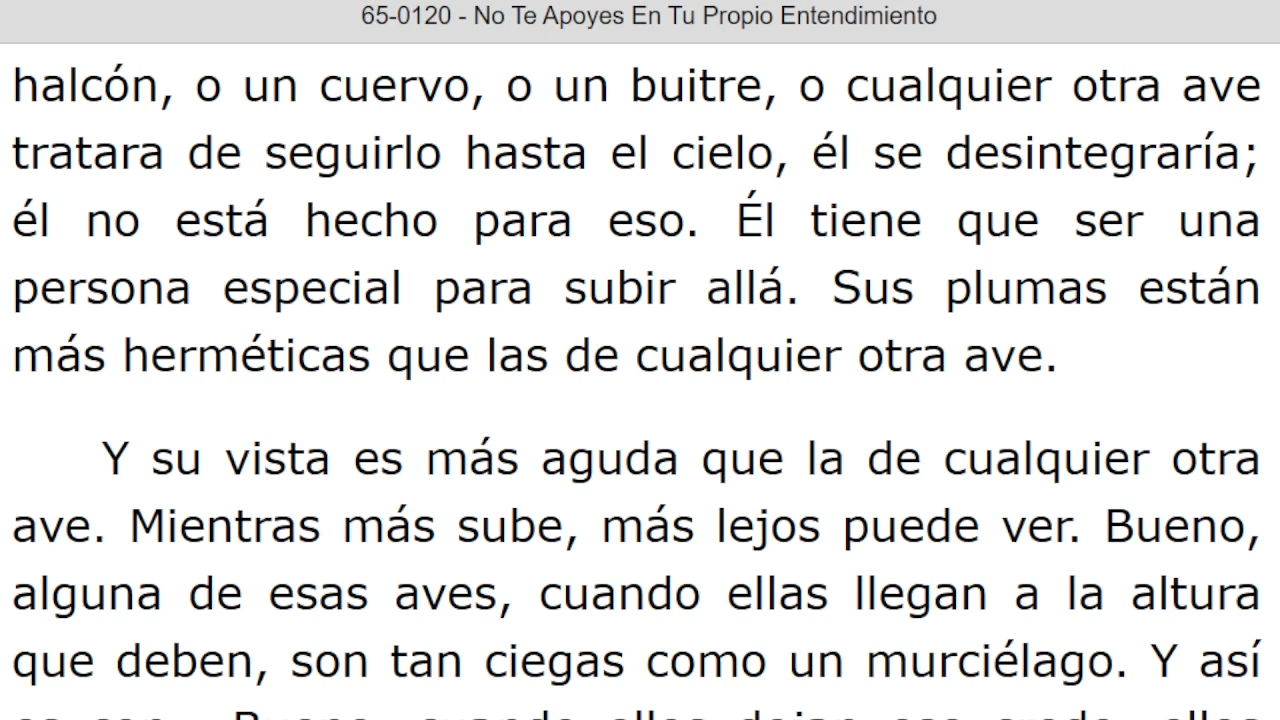 65-0120 - No Te Apoyes En Tu Propio Entendimiento
halcón, o un cuervo, o un buitre, o cualquier otra ave
tratara de seguirlo hasta el cielo, él se desintegraría;
él no está hecho para eso. Él tiene que ser una
persona especial para subir allá. Sus plumas están
más herméticas que las de cualquier otra ave.
Y su vista es más aguda que la de cualquier otra
ave. Mientras más sube, más lejos puede ver. Bueno,
alguna de esas aves, cuando ellas llegan a la altura
que deben, son tan ciegas como un murciélago. Y así